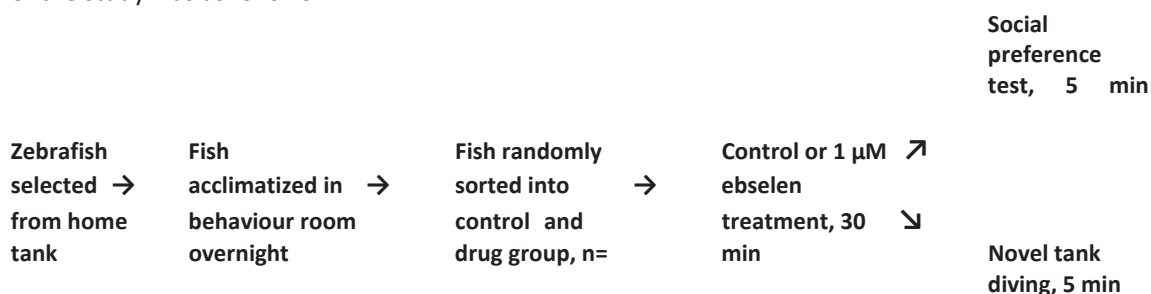 Social
preference
test, 5 min
Zebrafish
selected →
from home
tank
Fish
acclimatized in →
behaviour room
overnight
Fish randomly
sorted into →
control and
drug group, n=
Control or 1 µM ↗
ebselen
treatment, 30 ↘
min
Novel tank
diving, 5 min